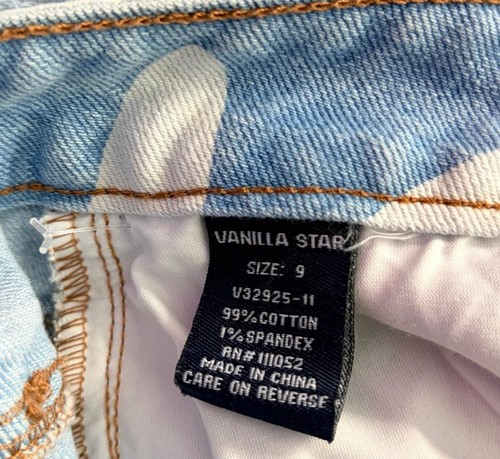 VANILLA STAR
SIZE: 9
V32925-11
99% COTTON
1% SPANDEX
RN# 111052
MADE IN CHINA
CARE ON REVERSE